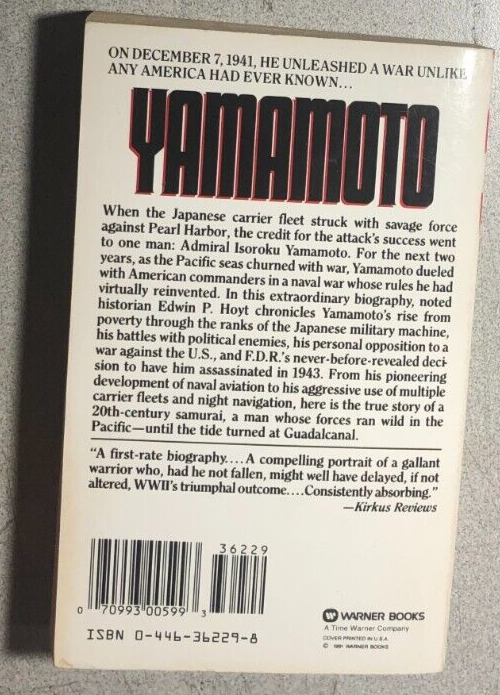 ON DECEMBER 7, 1941, HE UNLEASHED A WAR UNLIKE
ANY AMERICA HAD EVER KNOWN...
YAMAMOTO
When the Japanese carrier fleet struck with savage force
against Pearl Harbor, the credit for the attack's success went
to one man: Admiral Isoroku Yamamoto. For the next two
years, as the Pacific seas churned with war, Yamamoto dueled
with American commanders in a naval war whose rules he had
virtually reinvented. In this extraordinary biography, noted
historian Edwin P. Hoyt chronicles Yamamoto's rise from
poverty through the ranks of the Japanese military machine,
his battles with political enemies, his personal opposition to a
war against the U.S., and F.D.R.'s never-before-revealed deci-
sion to have him assassinated in 1943. From his pioneering
development of naval aviation to his aggressive use of multiple
carrier fleets and night navigation, here is the true story of a
20th-century samurai, a man whose forces ran wild in the
Pacific—until the tide turned at Guadalcanal.
"A first-rate biography....A compelling portrait of a gallant
warrior who, had he not fallen, might well have delayed, if not
altered, WWII's triumphal outcome....Consistently absorbing."
—Kirkus Reviews
36229
0 70993 00599 3
ISBN 0-446-36229-8
W WARNER BOOKS
A Time Warner Company
COVER PRINTED IN U.S.A.
© 1991 WARNER BOOKS